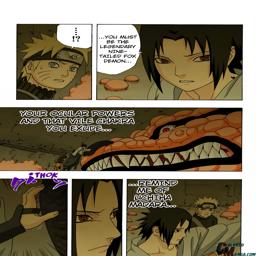 ...YOU
MUST BE THE
LEGENDARY
NINE-
TAILED FOX
DEMON...
...
!?
YOUR OCULAR POWERS
AND THAT VILE CHAKRA
YOU EXUDE...
THOK
...REMIND
ME OF
UCHIHA
MADARA...